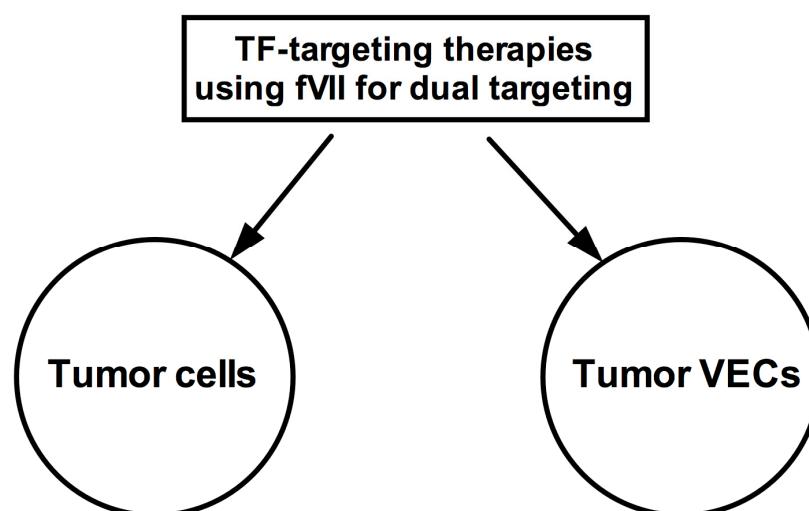 TF-targeting therapies
using fVII for dual targeting
Tumor cells
Tumor VECs